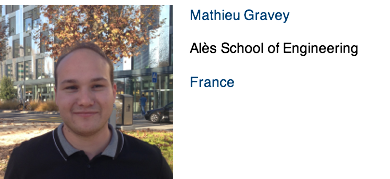 Mathieu Gravey
Alès School of Engineering
France